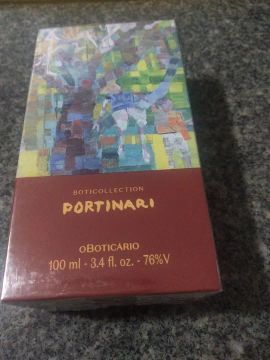 BOTICOLLECTION
PORTINARI
oBOTICÁRIO
100 ml - 3.4 fl. oz. - 76%V